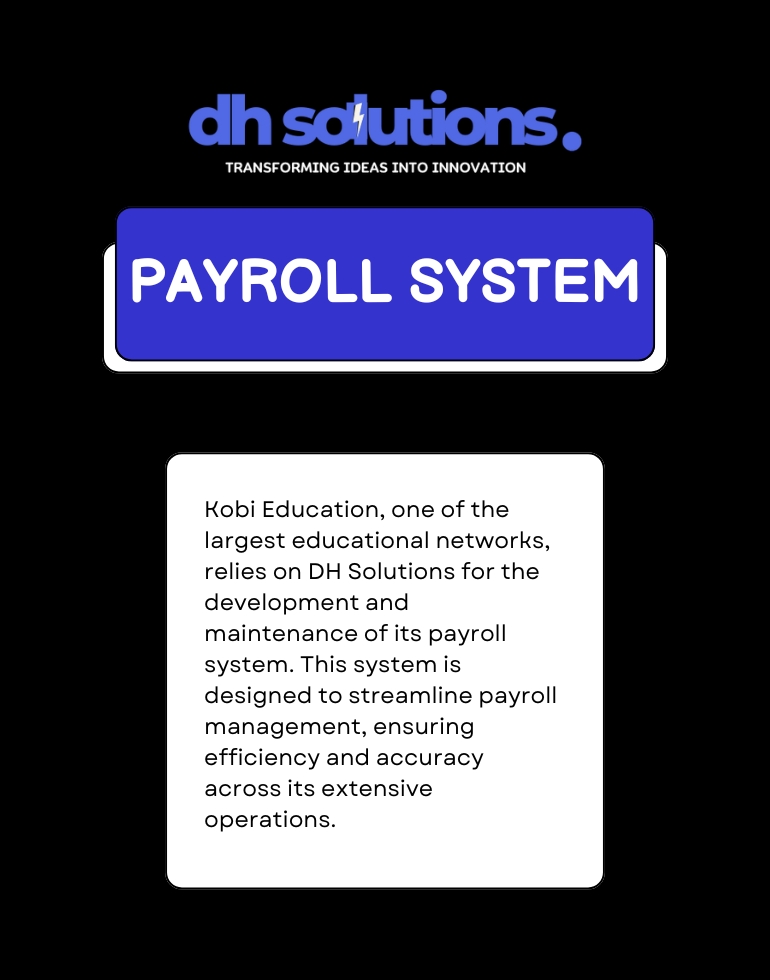 dh solutions.
TRANSFORMING IDEAS INTO INNOVATION
PAYROLL SYSTEM
Kobi Education, one of the
largest educational networks,
relies on DH Solutions for the
development and
maintenance of its payroll
system. This system is
designed to streamline payroll
management, ensuring
efficiency and accuracy
across its extensive
operations.